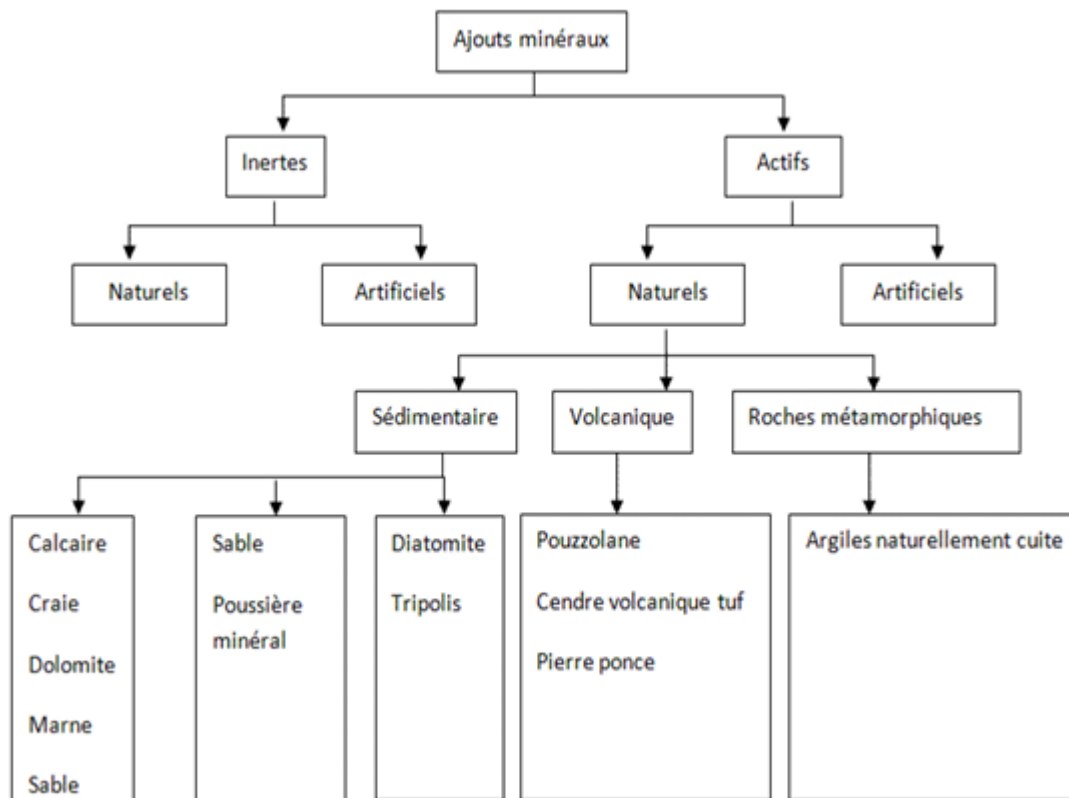 Ajouts minéraux
Inertes
Actifs
Naturels
Artificiels
Naturels
Artificiels
Sédimentaire
Volcanique
Roches métamorphiques
Calcaire
Craie
Dolomite
Marne
Sable
Sable
Poussière
minéral
Diatomite
Tripolis
Pouzzolane
Cendre volcanique tuf
Pierre ponce
Argiles naturellement cuite